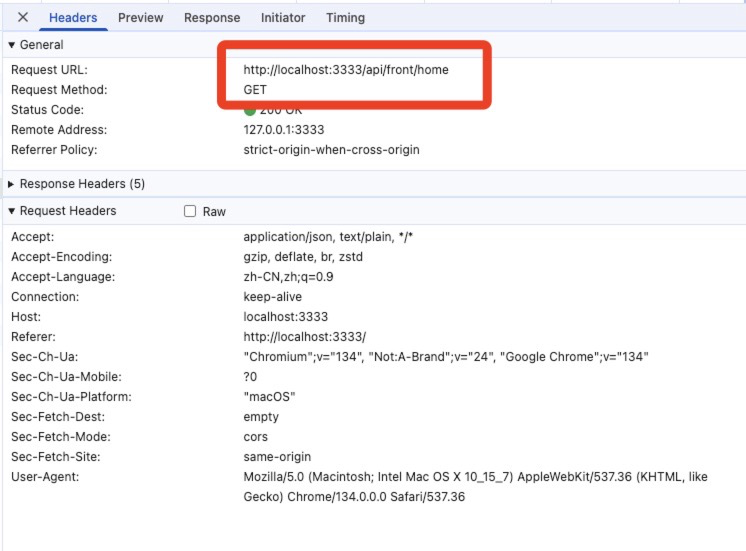 Headers Preview Response Initiator Timing
General
Request URL: http://localhost:3333/api/front/home
Request Method: GET
Status Code: 200 OK
Remote Address: 127.0.0.1:3333
Referrer Policy: strict-origin-when-cross-origin
Response Headers (5)
Request Headers Raw
Accept: application/json, text/plain, */*
Accept-Encoding: gzip, deflate, br, zstd
Accept-Language: zh-CN,zh;q=0.9
Connection: keep-alive
Host: localhost:3333
Referer: http://localhost:3333/
Sec-Ch-Ua: "Chromium";v="134", "Not:A-Brand";v="24", "Google Chrome";v="134"
Sec-Ch-Ua-Mobile: ?0
Sec-Ch-Ua-Platform: "macOS"
Sec-Fetch-Dest: empty
Sec-Fetch-Mode: cors
Sec-Fetch-Site: same-origin
User-Agent: Mozilla/5.0 (Macintosh; Intel Mac OS X 10_15_7) AppleWebKit/537.36 (KHTML, like
Gecko) Chrome/134.0.0.0 Safari/537.36